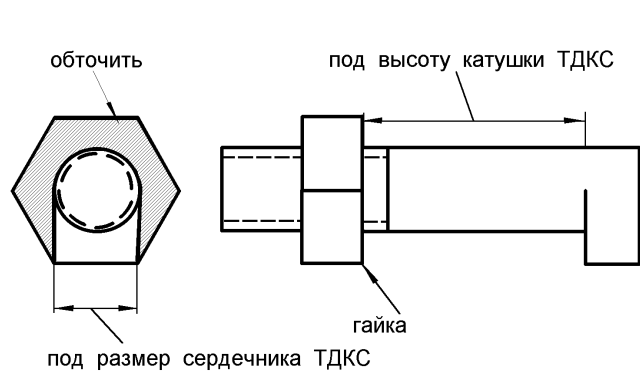 обточить
под высоту катушки ТДКС
гайка
под размер сердечника ТДКС